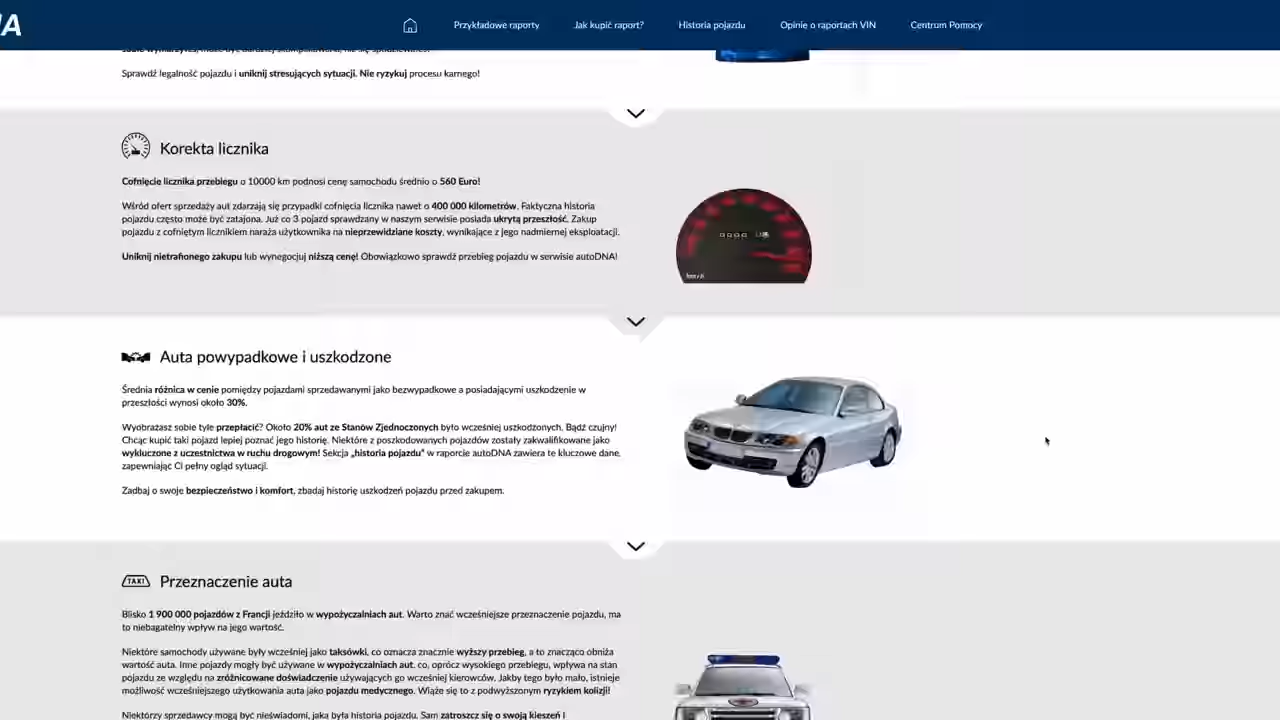 Przykładowe raporty
Jak kupić raport?
Historia pojazdu
Opinie o raportach VIN
Centrum Pomocy
Sprawdź legalność pojazdu i uniknij stresujących sytuacji. Nie ryzykuj procesu karnego!
Korekta licznika
Cofnięcie licznika przebiegu o 10000 km podnosi cenę samochodu średnio o 560 Euro!
Wśród ofert sprzedaży aut zdarzają się przypadki cofnięcia licznika nawet o 400 000 kilometrów. Faktyczna historia
pojazdu często może być zatajona. Już co 3 pojazd sprawdzany w naszym serwisie posiada ukrytą przeszłość. Zakup
pojazdu z cofniętym licznikiem naraża użytkownika na nieprzewidziane koszty, wynikające z jego nadmiernej eksploatacji.
Uniknij nietrafionego zakupu lub wynegocjuj niższą cenę! Obowiązkowo sprawdź przebieg pojazdu w serwisie autoDNA!
Auta powypadkowe i uszkodzone
Średnia różnica w cenie pomiędzy pojazdami sprzedawanymi jako bezwypadkowe a posiadającymi uszkodzenie w
przeszłości wynosi około 30%.
Wyobrażasz sobie tyle przepłacić? Około 20% aut ze Stanów Zjednoczonych było wcześniej uszkodzonych. Bądź czujny!
Chcąc kupić taki pojazd lepiej poznać jego historię. Niektóre z poszkodowanych pojazdów zostały zakwalifikowane jako
wykluczone z uczestnictwa w ruchu drogowym! Sekcja „historia pojazdu" w raporcie autoDNA zawiera te kluczowe dane,
zapewniając Ci pełny ogląd sytuacji.
Zadbaj o swoje bezpieczeństwo i komfort, zbadaj historię uszkodzeń pojazdu przed zakupem.
TAXI
Przeznaczenie auta
Blisko 1 900 000 pojazdów z Francji jeździło w wypożyczalniach aut. Warto znać wcześniejsze przeznaczenie pojazdu, ma
to niebagatelny wpływ na jego wartość.
Niektóre samochody używane były wcześniej jako taksówki, co oznacza znacznie wyższy przebieg, a to znacząco obniża
wartość auta. Inne pojazdy mogły być używane w wypożyczalniach aut, co, oprócz wysokiego przebiegu, wpływa na stan
pojazdu ze względu na zróżnicowane doświadczenie używających go wcześniej kierowców. Jakby tego było mało, istnieje
możliwość wcześniejszego użytkowania auta jako pojazdu medycznego. Wiąże się to z podwyższonym ryzykiem kolizji!
Niektórzy sprzedawcy mogą być nieświadomi, jaka była historia pojazdu. Sam zatroszcz się o swoją kieszeń i